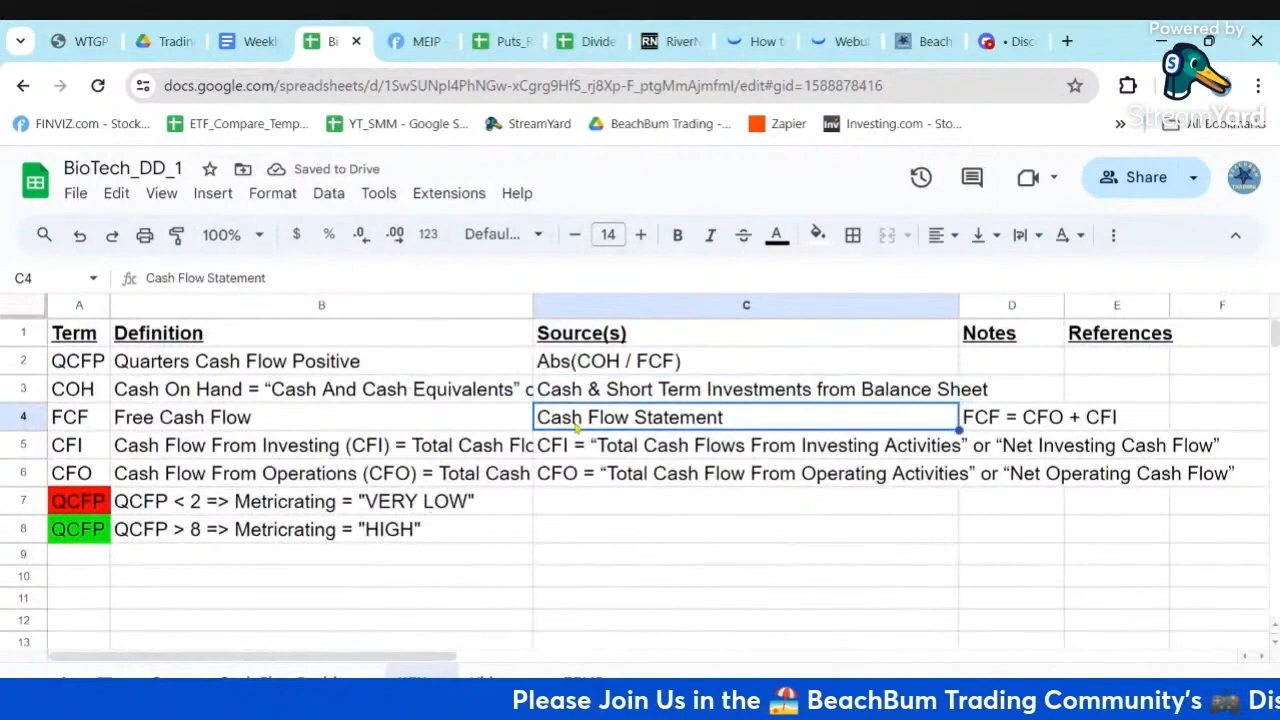 Powered by
StreamYard
WTGP
Tradin
Weekl
Bi
MEIP
Puts_R
Divide
RN RiverN
How t
Webul
Beach
• Disc
docs.google.com/spreadsheets/d/
/edit#gid=1588878416
FINVIZ.com - Stock...
ETF_Compare_Temp...
YT_SMM - Google S...
StreamYard
BeachBum Trading -...
Zapier
Inv Investing.com - Sto...
All Bookmarks
BioTech_DD_1
Saved to Drive
File Edit View Insert Format Data Tools Extensions Help
Share
100% $ % .0 .00 123 Defaul... 14 B I A
C4 fx Cash Flow Statement
A B C D E F
1 Term Definition Source(s) Notes References
2 QCFP Quarters Cash Flow Positive Abs(COH / FCF)
3 COH Cash On Hand = “Cash And Cash Equivalents” o Cash & Short Term Investments from Balance Sheet
4 FCF Free Cash Flow Cash Flow Statement FCF = CFO + CFI
5 CFI Cash Flow From Investing (CFI) = Total Cash Flo CFI = “Total Cash Flows From Investing Activities” or “Net Investing Cash Flow”
6 CFO Cash Flow From Operations (CFO) = Total Cash CFO = “Total Cash Flow From Operating Activities” or “Net Operating Cash Flow”
7 QCFP QCFP < 2 => Metricrating = "VERY LOW"
8 QCFP QCFP > 8 => Metricrating = "HIGH"
9
10
11
12
13
Please Join Us in the 🏖️ BeachBum Trading Community's 🎮 Dis